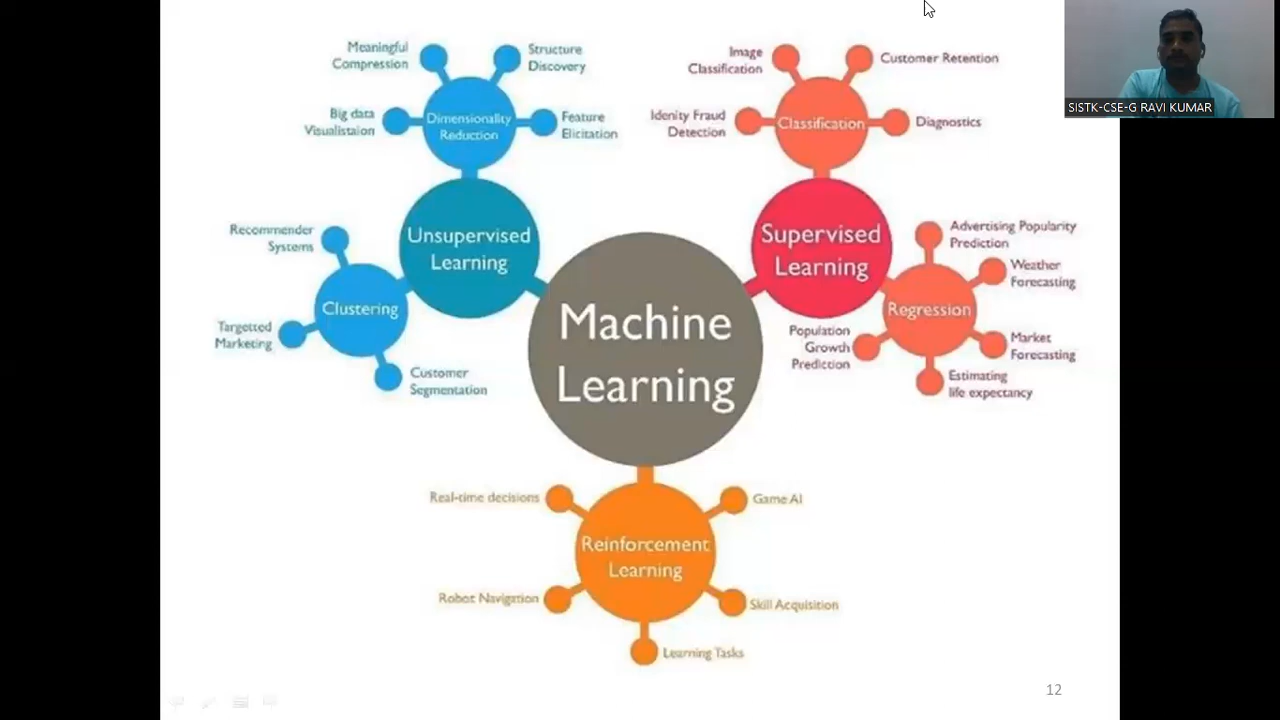 Meaningful
Compression
Structure
Discovery
Big data
Visualistaion
Dimensionality
Reduction
Feature
Elicitation
Image
Classification
Customer Retention
Idenity Fraud
Detection
Classification
Diagnostics
SISTK-CSE-G RAVI KUMAR
Recommender
Systems
Unsupervised
Learning
Clustering
Targetted
Marketing
Customer
Segmentation
Machine
Learning
Supervised
Learning
Advertising Popularity
Prediction
Weather
Forecasting
Regression
Population
Growth
Prediction
Market
Forecasting
Estimating
life expectancy
Real-time decisions
Game AI
Reinforcement
Learning
Robot Navigation
Skill Acquisition
Learning Tasks
12